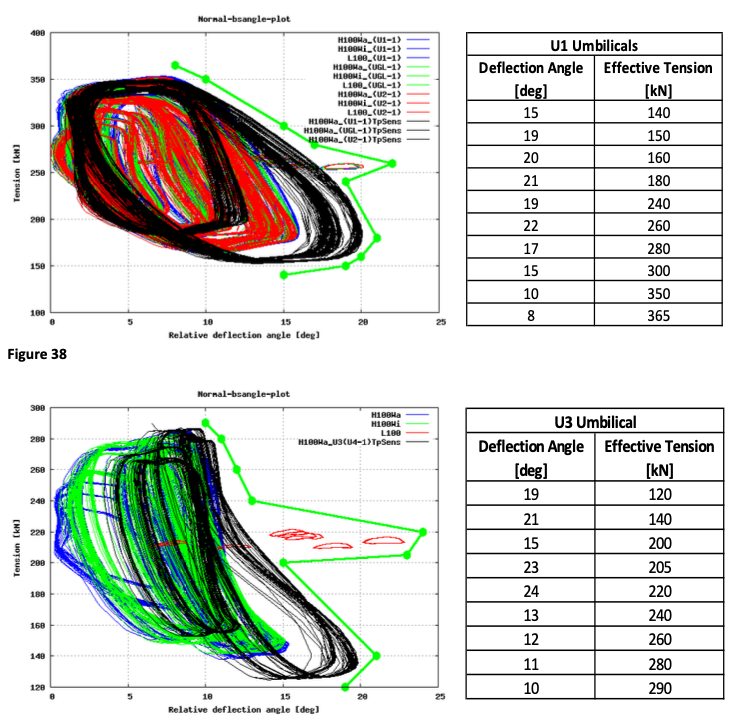 Normal-bsangle-plot
400
350
300
250
200
150
100
Tension [kN]
H100Wa_(U1-1)
H100Wi_(U1-1)
L100_(U1-1)
H100Wa_(UGL-1)
H100Wi_(UGL-1)
L100_(UGL-1)
H100Wa_(U2-1)
H100Wi_(U2-1)
L100_(U2-1)
H100Wa_(U1-1)TpSens
H100Wa_(UGL-1)TpSens
H100Wa_(U2-1)TpSens
0 5 10 15 20 25
Relative deflection angle [deg]
U1 Umbilicals
Deflection Angle Effective Tension
[deg] [kN]
15 140
19 150
20 160
21 180
19 240
22 260
17 280
15 300
10 350
8 365
Figure 38
Normal-bsangle-plot
300
280
260
240
220
200
180
160
140
120
Tension [kN]
H100Wa
H100Wi
L100
H100Wa_U3(U4-1)TpSens
0 5 10 15 20 25
Relative deflection angle [deg]
U3 Umbilical
Deflection Angle Effective Tension
[deg] [kN]
19 120
21 140
15 200
23 205
24 220
13 240
12 260
11 280
10 290